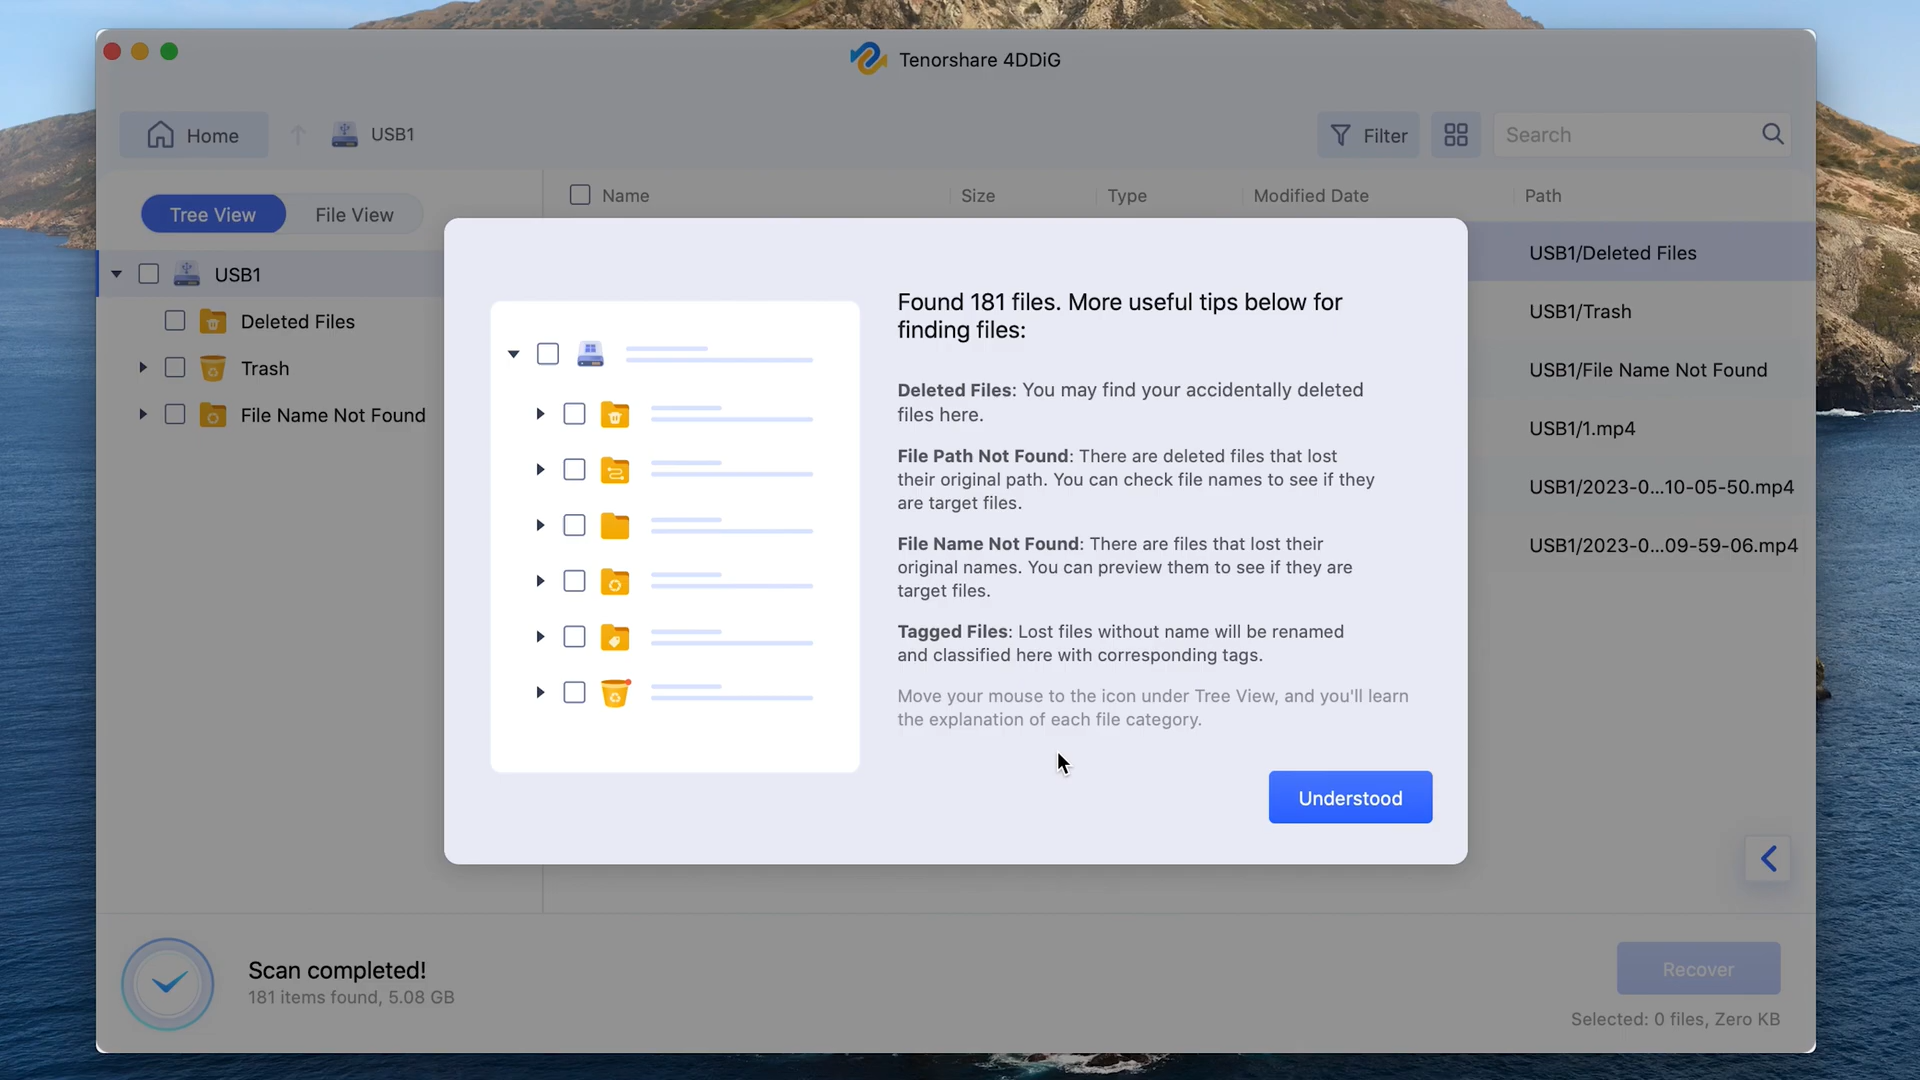 Tenorshare 4DDiG
Home
USB1
Filter
Search
Tree View
File View
Name
Size
Type
Modified Date
Path
USB1
Deleted Files
Trash
File Name Not Found
USB1/Deleted Files
USB1/Trash
USB1/File Name Not Found
USB1/1.mp4
USB1/2023-0...10-05-50.mp4
USB1/2023-0...09-59-06.mp4
Found 181 files. More useful tips below for
finding files:
Deleted Files: You may find your accidentally deleted
files here.
File Path Not Found: There are deleted files that lost
their original path. You can check file names to see if they
are target files.
File Name Not Found: There are files that lost their
original names. You can preview them to see if they are
target files.
Tagged Files: Lost files without name will be renamed
and classified here with corresponding tags.
Move your mouse to the icon under Tree View, and you'll learn
the explanation of each file category.
Understood
Scan completed!
181 items found, 5.08 GB
Recover
Selected: 0 files, Zero KB